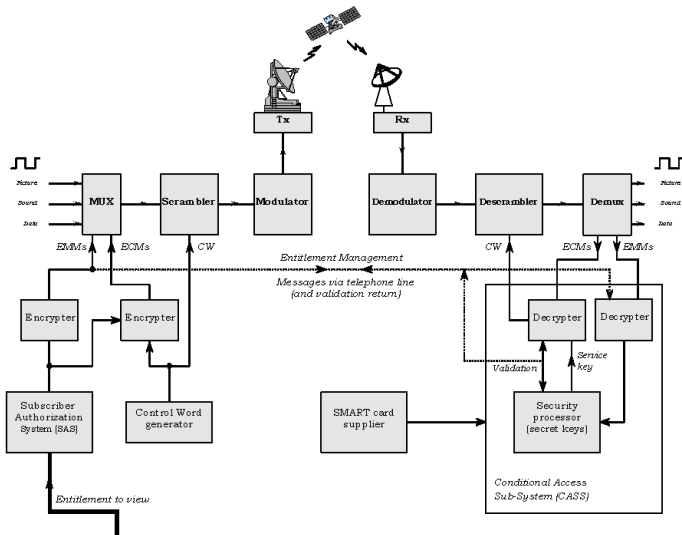 Tx
Rx
Picture
Sound
Data
MUX
Scrambler
Modulator
Demodulator
Descrambler
Demux
Picture
Sound
Data
EMMs
ECMs
CW
CW
ECMs
EMMs
Entitlement Management
Messages via telephone line
(and validation return)
Encrypter
Encrypter
Decrypter
Decrypter
Validation
Service
key
Subscriber
Authorization
System (SAS)
Control Word
generator
SMART card
supplier
Security
processor
(secret keys)
Entitlement to view
Conditional Access
Sub-System (CASS)